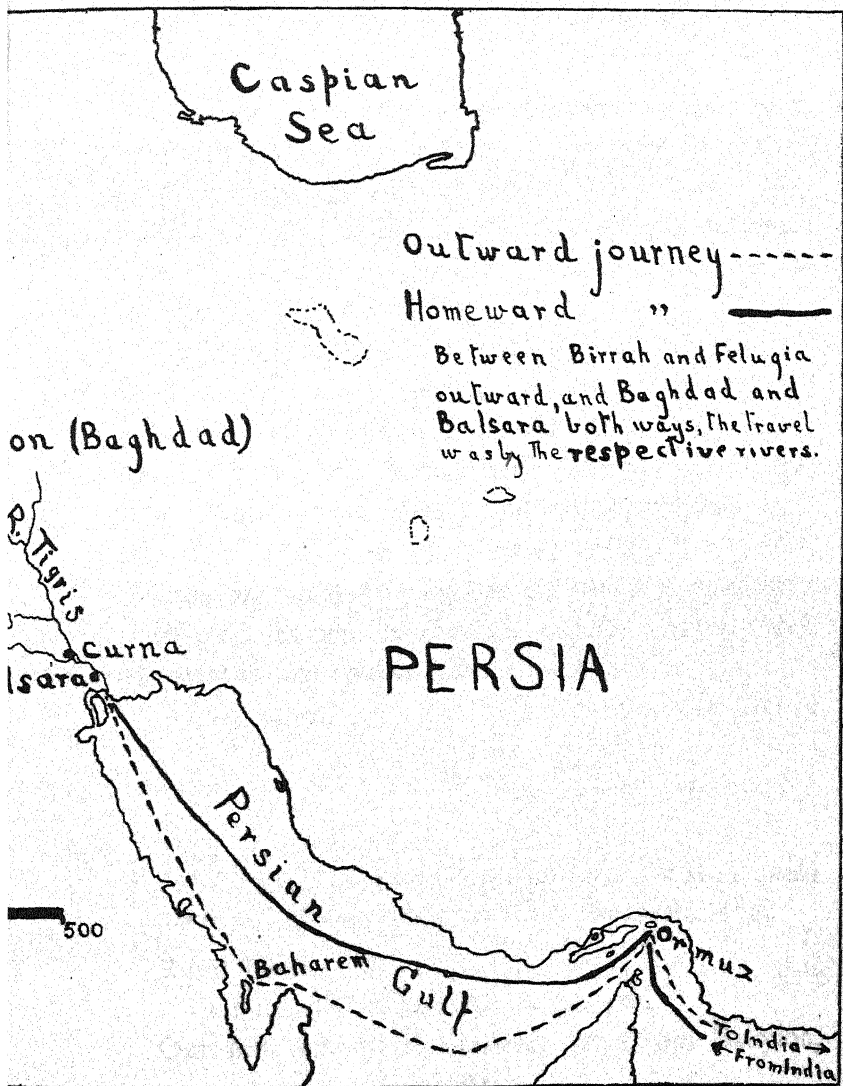 Caspian
Sea
Outward journey
Homeward „
Between Birrah and Felugia
outward, and Baghdad and
Balsara both ways, the travel
was by the respective rivers.
on (Baghdad)
R. Tigris
Curna
lsara
PERSIA
Persian
Gulf
500
Baharem
Ormuz
To India →
← From India